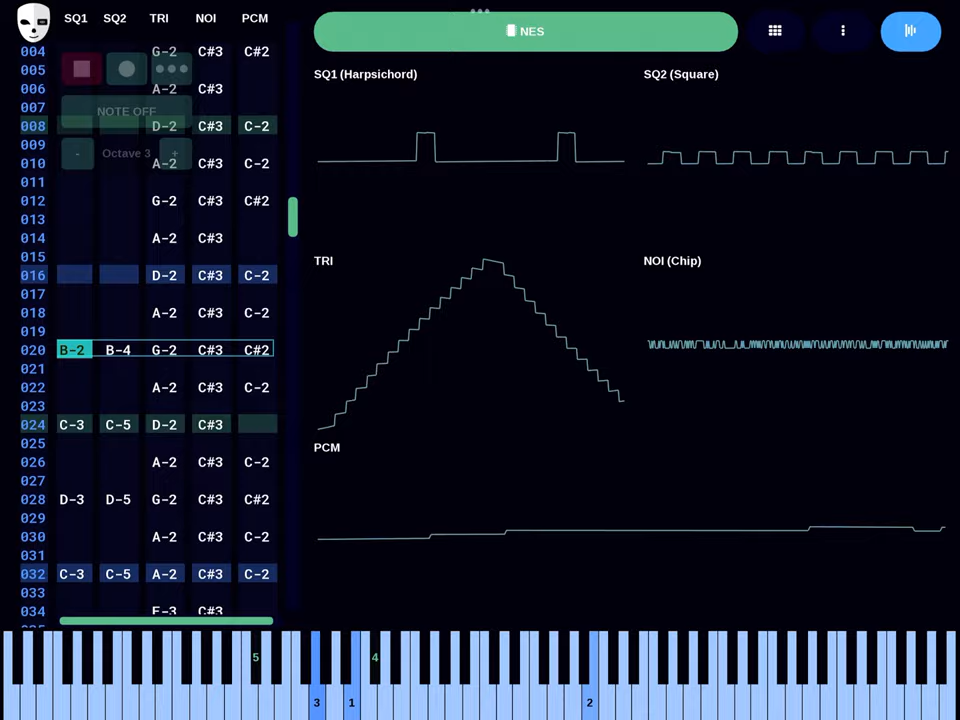 SQ1 SQ2 TRI NOI PCM
NES
004 G-2 C#3 C#2
005
006 A-2 C#3
007
NOTE OFF
008 D-2 C#3 C-2
009
- Octave 3 +
010 A-2 C#3 C-2
011
012 G-2 C#3 C#2
013
014 A-2 C#3
015
016 D-2 C#3 C-2
017
018 A-2 C#3 C-2
019
020 B-2 B-4 G-2 C#3 C#2
021
022 A-2 C#3 C-2
023
024 C-3 C-5 D-2 C#3
025
026 A-2 C#3 C-2
027
028 D-3 D-5 G-2 C#3 C#2
029
030 A-2 C#3 C-2
031
032 C-3 C-5 A-2 C#3 C-2
033
034 C#3
SQ1 (Harpsichord) SQ2 (Square)
TRI NOI (Chip)
PCM
5 4
3 1 2